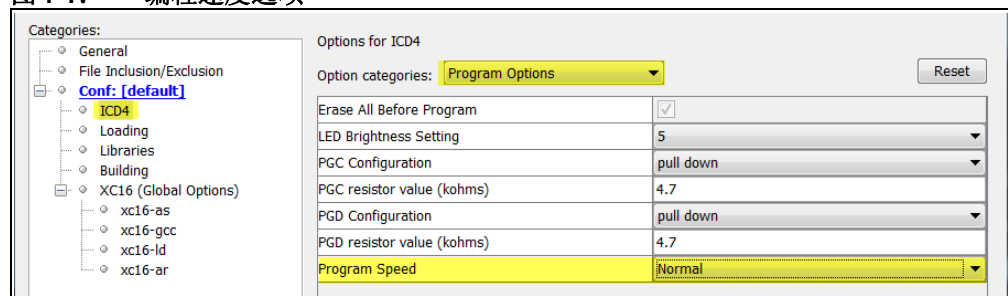 图 4-1： 编程速度选项
Categories:
General
File Inclusion/Exclusion
Conf: [default]
ICD4
Loading
Libraries
Building
XC16 (Global Options)
xc16-as
xc16-gcc
xc16-ld
xc16-ar
Options for ICD4
Option categories: Program Options
Reset
Erase All Before Program
LED Brightness Setting 5
PGC Configuration pull down
PGC resistor value (kohms) 4.7
PGD Configuration pull down
PGD resistor value (kohms) 4.7
Program Speed Normal